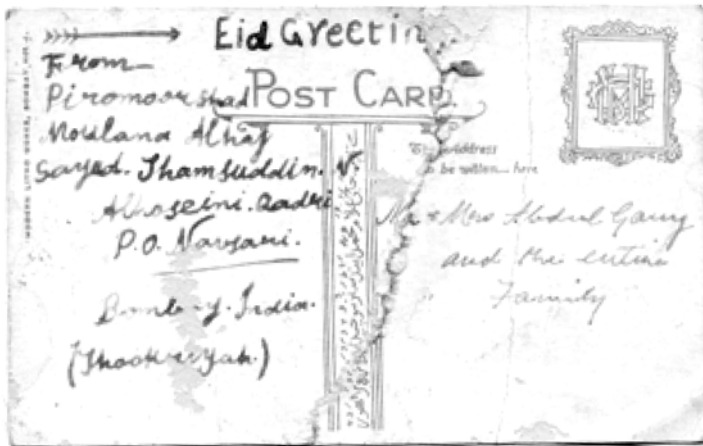 Eid Greetin
From
Piromoorshad
Moulana Alhaj
Sayed. Shamsuddin. N
Alhoseini. Qadri
P.O. Navsari.
Bombay. India.
POST CARD.
The address
to be written here
Mr & Mrs Abdul Gany
and the entire
Family